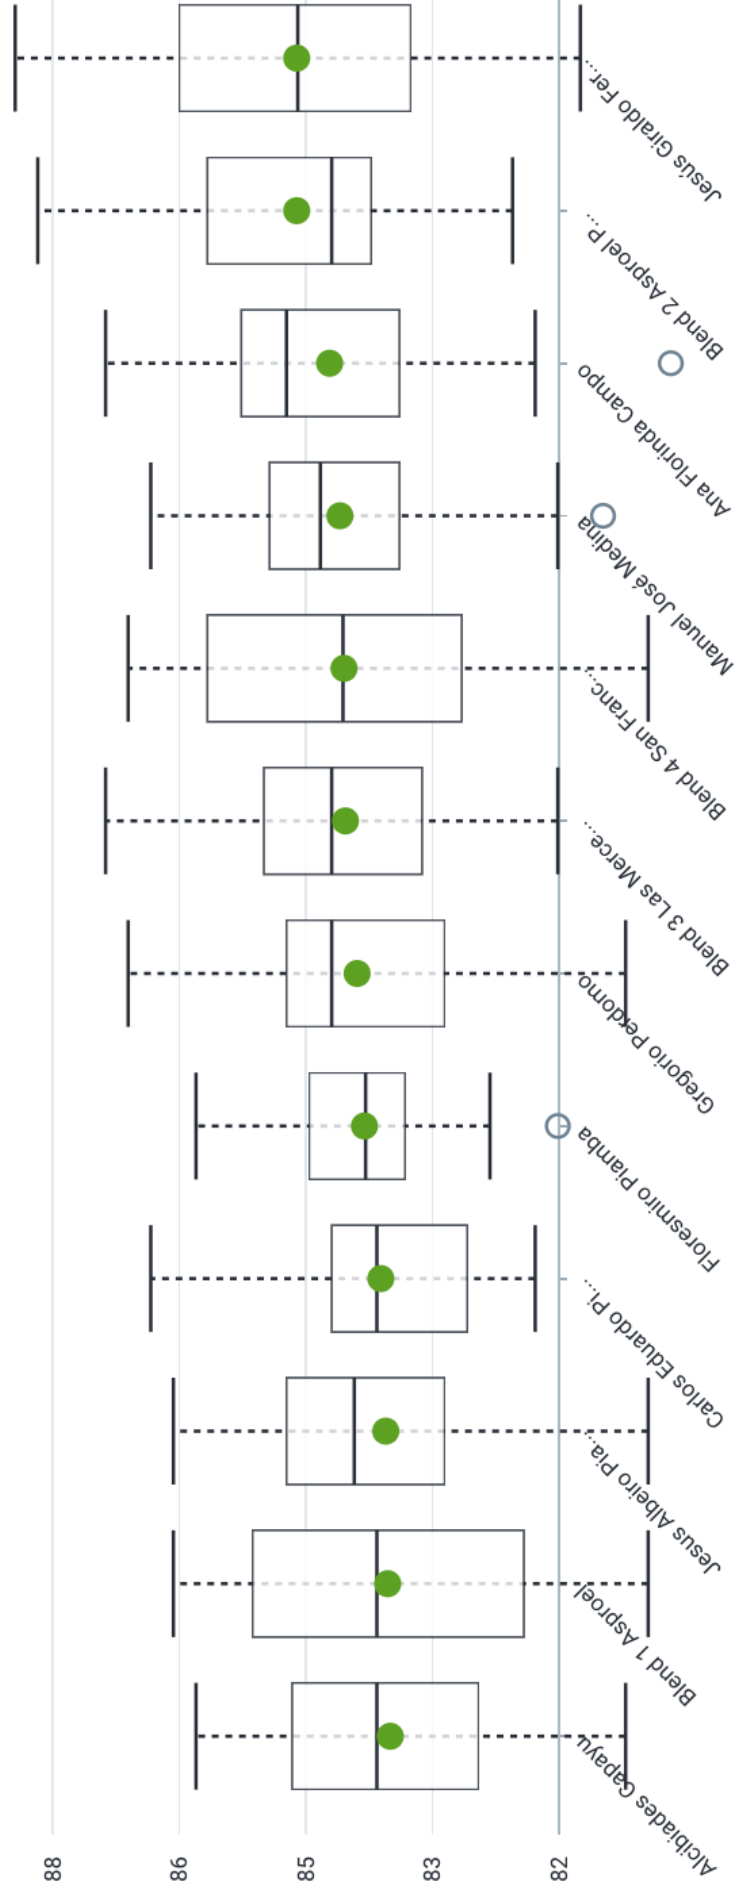 88
86
85
83
82
Jesús Giraldo Fer...
Blend 2 Asproel P...
Ana Florinda Campo
Manuel José Medina
Blend 4 San Franc...
Blend 3 Las Merce...
Gregorio Perdomo
Floresmiro Piamba
Carlos Eduardo Pi...
Jesus Albeiro Pia...
Blend 1 Asproel
Alcibiades Gapayu